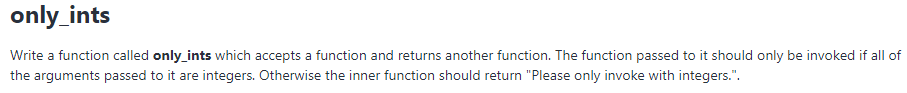 only_ints
Write a function called only_ints which accepts a function and returns another function. The function passed to it should only be invoked if all of
the arguments passed to it are integers. Otherwise the inner function should return "Please only invoke with integers.".